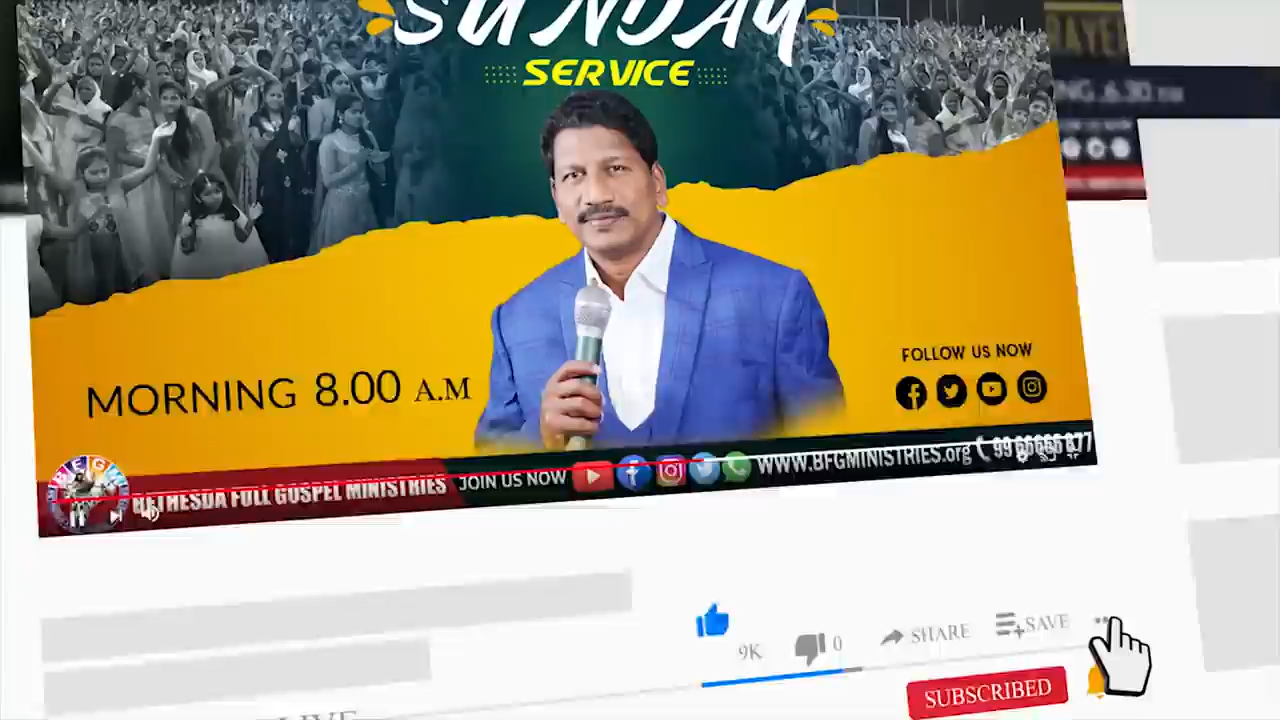 SUNDAY
SERVICE
MORNING 8.00 A.M
FOLLOW US NOW
BETHESDA FULL GOSPEL MINISTRIES
JOIN US NOW
WWW.BFGMINISTRIES.org
9K
0
SHARE
SAVE
SUBSCRIBED
LIVE